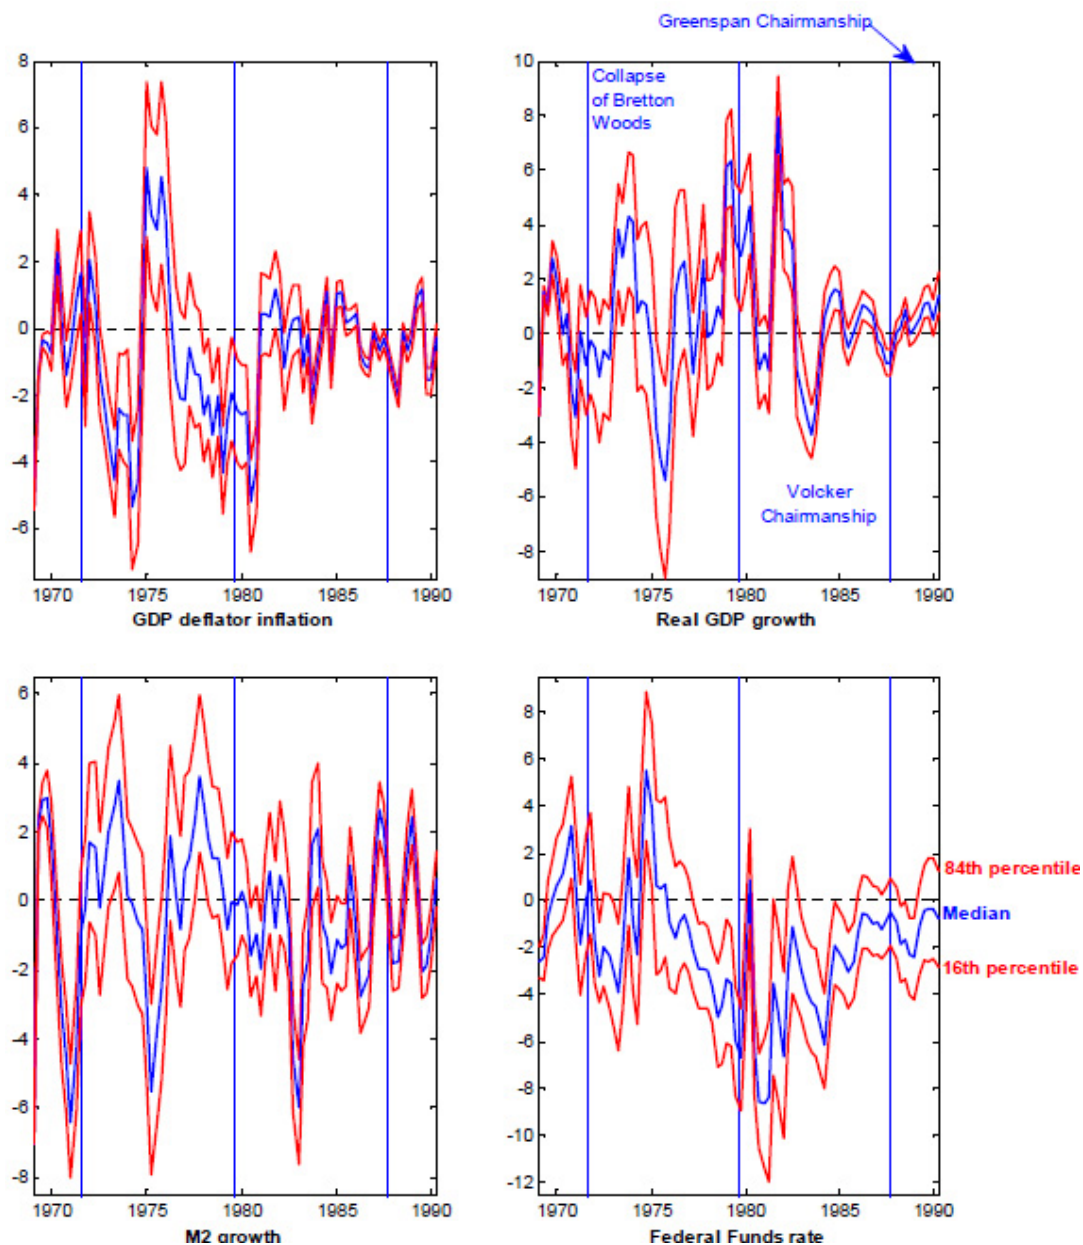 Greenspan Chairmanship
8
6
4
2
0
-2
-4
-6
1970 1975 1980 1985 1990
GDP deflator inflation
10
8
6
4
2
0
-2
-4
-6
-8
Collapse
of Bretton
Woods
Volcker
Chairmanship
1970 1975 1980 1985 1990
Real GDP growth
6
4
2
0
-2
-4
-6
-8
1970 1975 1980 1985 1990
M2 growth
8
6
4
2
0
-2
-4
-6
-8
-10
-12
84th percentile
Median
16th percentile
1970 1975 1980 1985 1990
Federal Funds rate